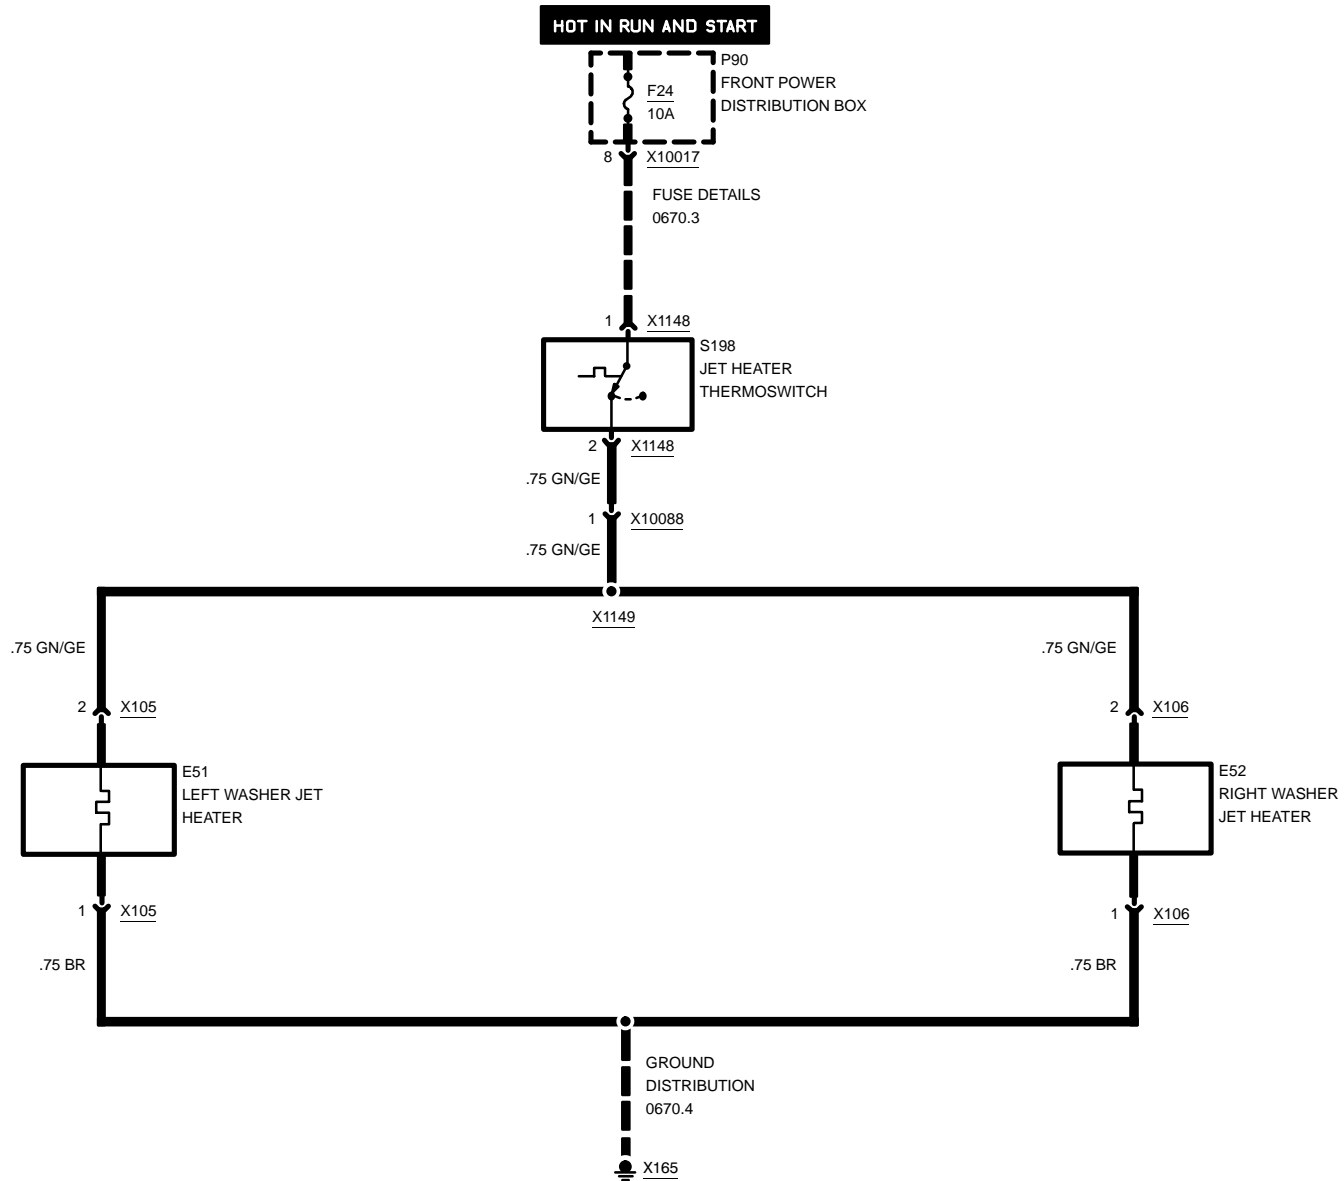 HOT IN RUN AND START
P90
FRONT POWER
DISTRIBUTION BOX
F24
10A
8
X10017
FUSE DETAILS
0670.3
1
X1148
S198
JET HEATER
THERMOSWITCH
2
X1148
.75 GN/GE
1
X10088
.75 GN/GE
X1149
.75 GN/GE
.75 GN/GE
2
X105
2
X106
E51
LEFT WASHER JET
HEATER
E52
RIGHT WASHER
JET HEATER
1
X105
1
X106
.75 BR
.75 BR
GROUND
DISTRIBUTION
0670.4
X165